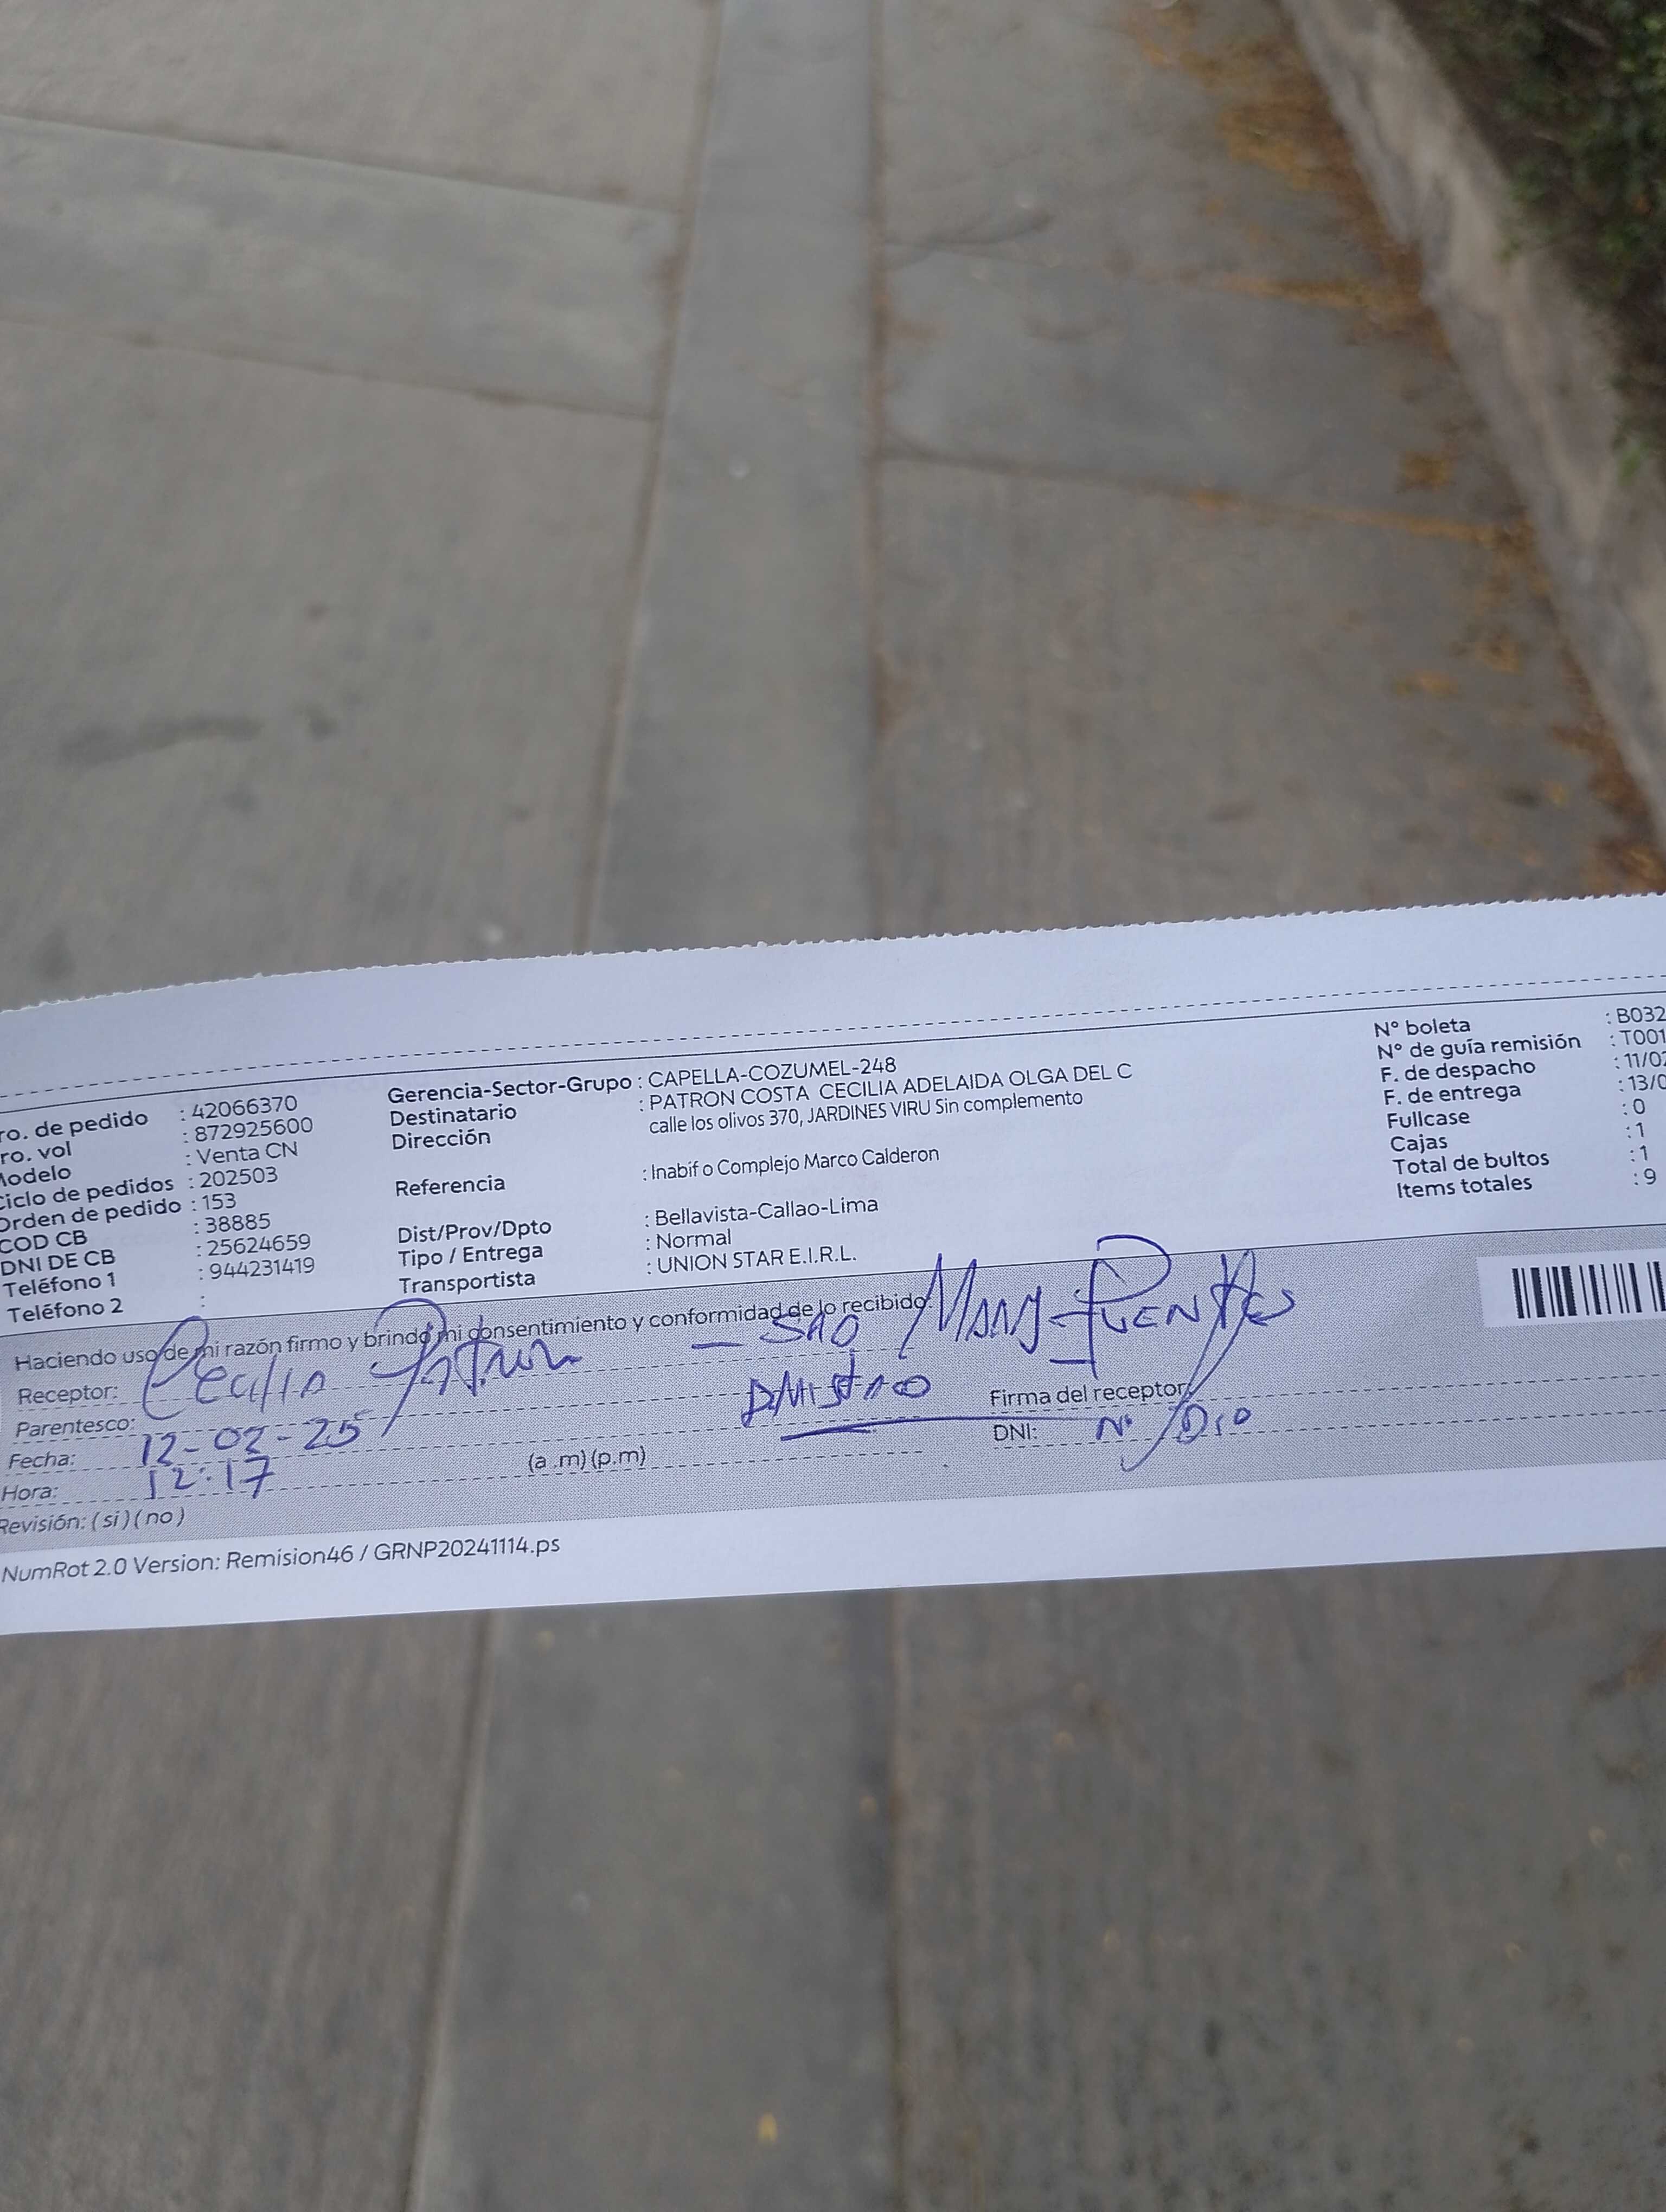 ro. de pedido : 42066370
ro. vol : 872925600
Modelo : Venta CN
Ciclo de pedidos : 202503
Orden de pedido : 153
COD CB : 38885
DNI DE CB : 25624659
Teléfono 1 : 944231419
Teléfono 2 :
Gerencia-Sector-Grupo : CAPELLA-COZUMEL-248
Destinatario : PATRON COSTA CECILIA ADELAIDA OLGA DEL C
Dirección calle los olivos 370, JARDINES VIRU Sin complemento
Referencia : Inabif o Complejo Marco Calderon
Dist/Prov/Dpto : Bellavista-Callao-Lima
Tipo / Entrega : Normal
Transportista : UNION STAR E.I.R.L.
N° boleta : B032
N° de guía remisión : T001
F. de despacho : 11/02
F. de entrega : 13/0
Fullcase : 0
Cajas : 1
Total de bultos : 1
Items totales : 9
Haciendo uso de mi razón firmo y brindo mi consentimiento y conformidad de lo recibido.
Receptor: Cecilia Patron
Parentesco:
Fecha: 12-02-25
Hora: 12:17 (a .m) (p.m)
Revisión: ( si ) ( no )
Firma del receptor:
DNI: N° Dio
NumRot 2.0 Version: Remision46 / GRNP20241114.ps